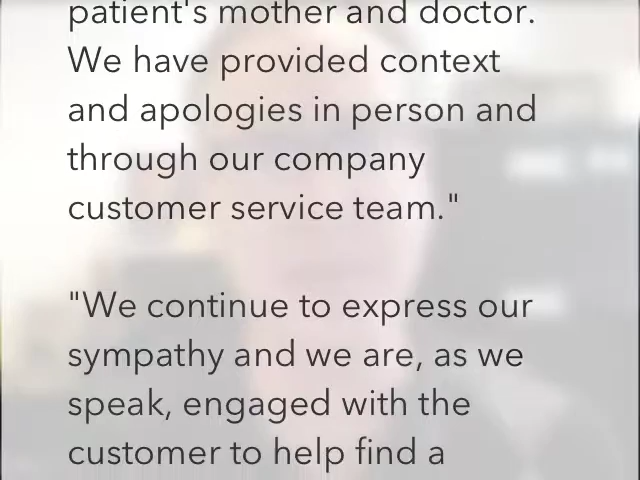 patient's mother and doctor.
We have provided context
and apologies in person and
through our company
customer service team."
"We continue to express our
sympathy and we are, as we
speak, engaged with the
customer to help find a